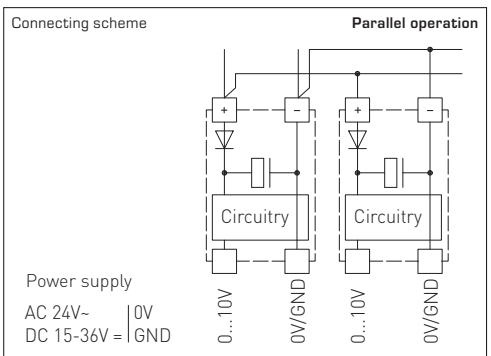 Connecting scheme
Parallel operation
+ − + −
Circuitry Circuitry
Power supply
AC 24V~ | 0V
DC 15-36V = | GND
0...10V
0V/GND
0...10V
0V/GND